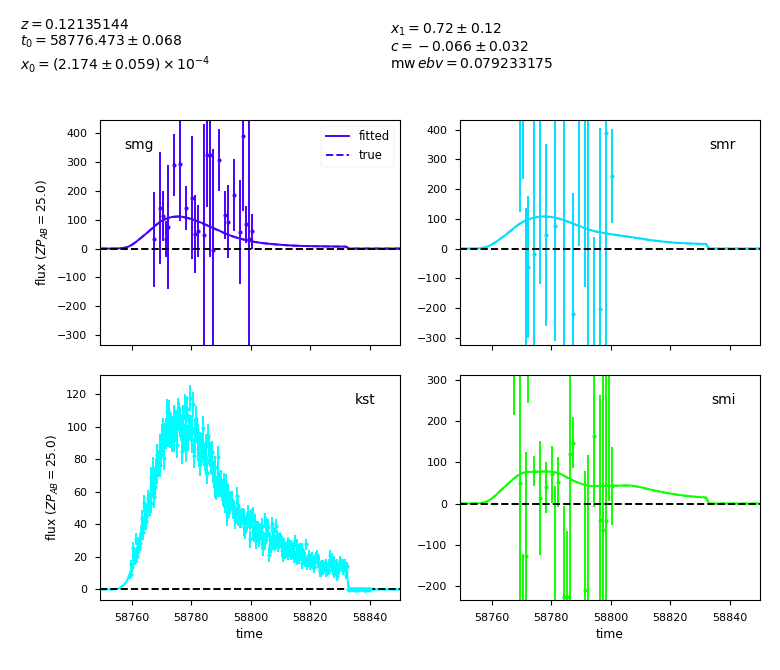 z = 0.12135144
t₀ = 58776.473 ± 0.068
x₀ = (2.174 ± 0.059) × 10⁻⁴
x₁ = 0.72 ± 0.12
c = −0.066 ± 0.032
mw ebv = 0.079233175
smg
fitted
true
400
300
200
100
0
−100
−200
−300
flux (ZP_AB = 25.0)
smr
400
300
200
100
0
−100
−200
−300
kst
120
100
80
60
40
20
0
flux (ZP_AB = 25.0)
58760 58780 58800 58820 58840
time
smi
300
200
100
0
−100
−200
58760 58780 58800 58820 58840
time